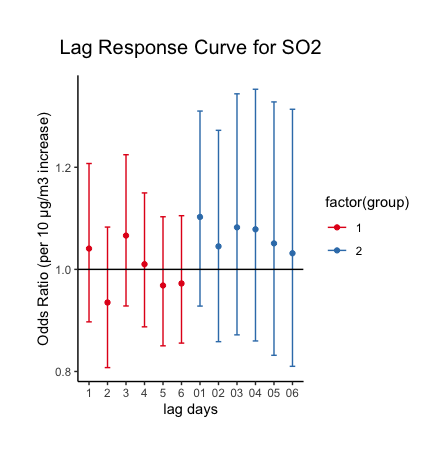 Lag Response Curve for SO2
Odds Ratio (per 10 µg/m3 increase)
1.2
1.0
0.8
1 2 3 4 5 6 01 02 03 04 05 06
lag days
factor(group)
1
2